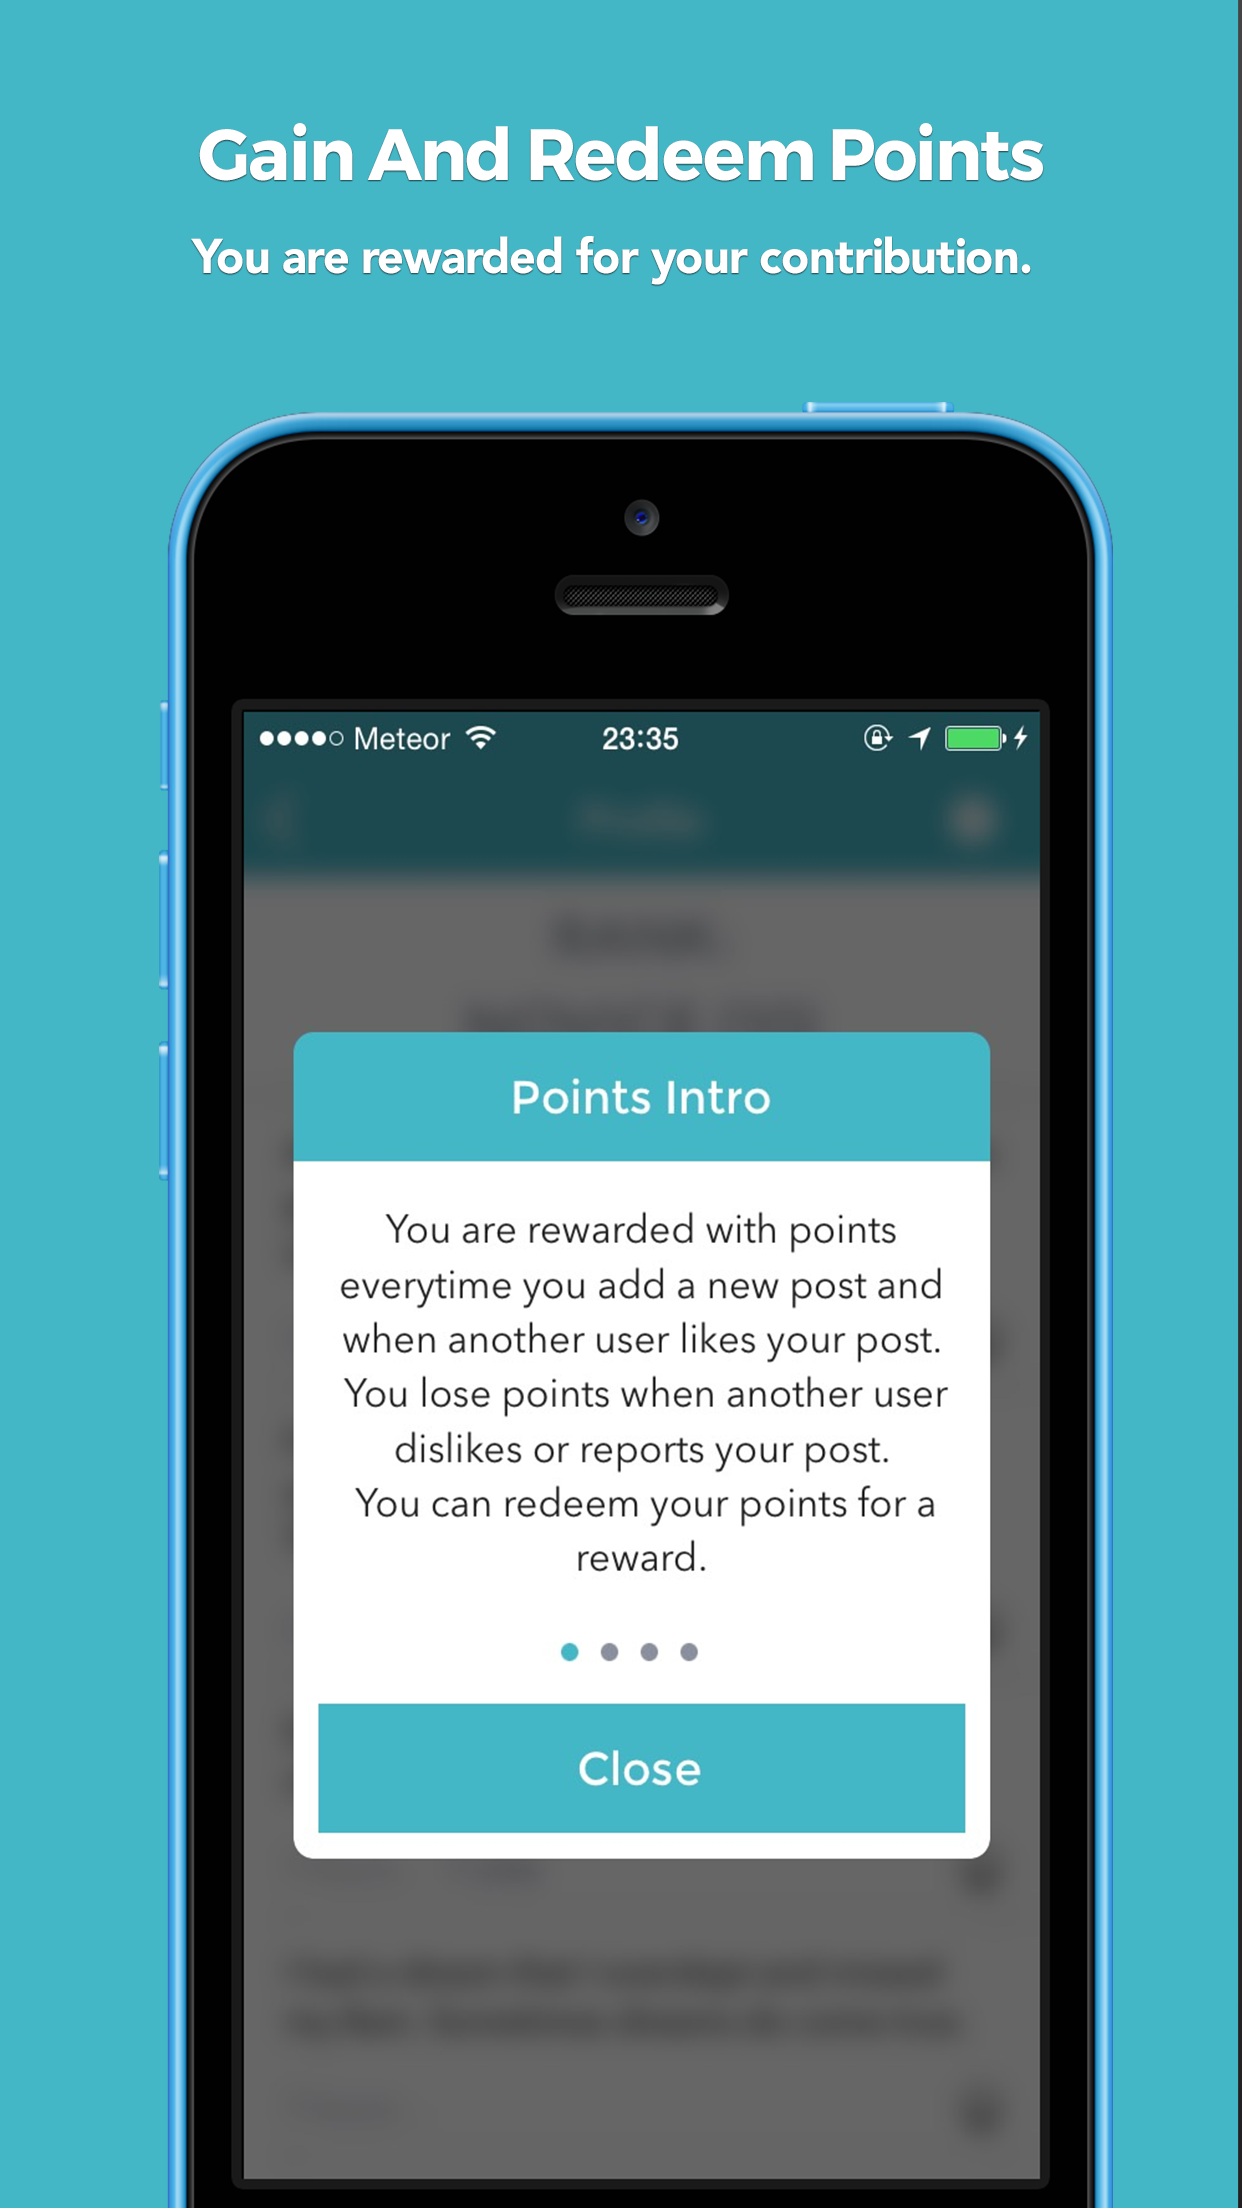 Gain And Redeem Points
You are rewarded for your contribution.
Meteor 23:35
Points Intro
You are rewarded with points
everytime you add a new post and
when another user likes your post.
You lose points when another user
dislikes or reports your post.
You can redeem your points for a
reward.
Close